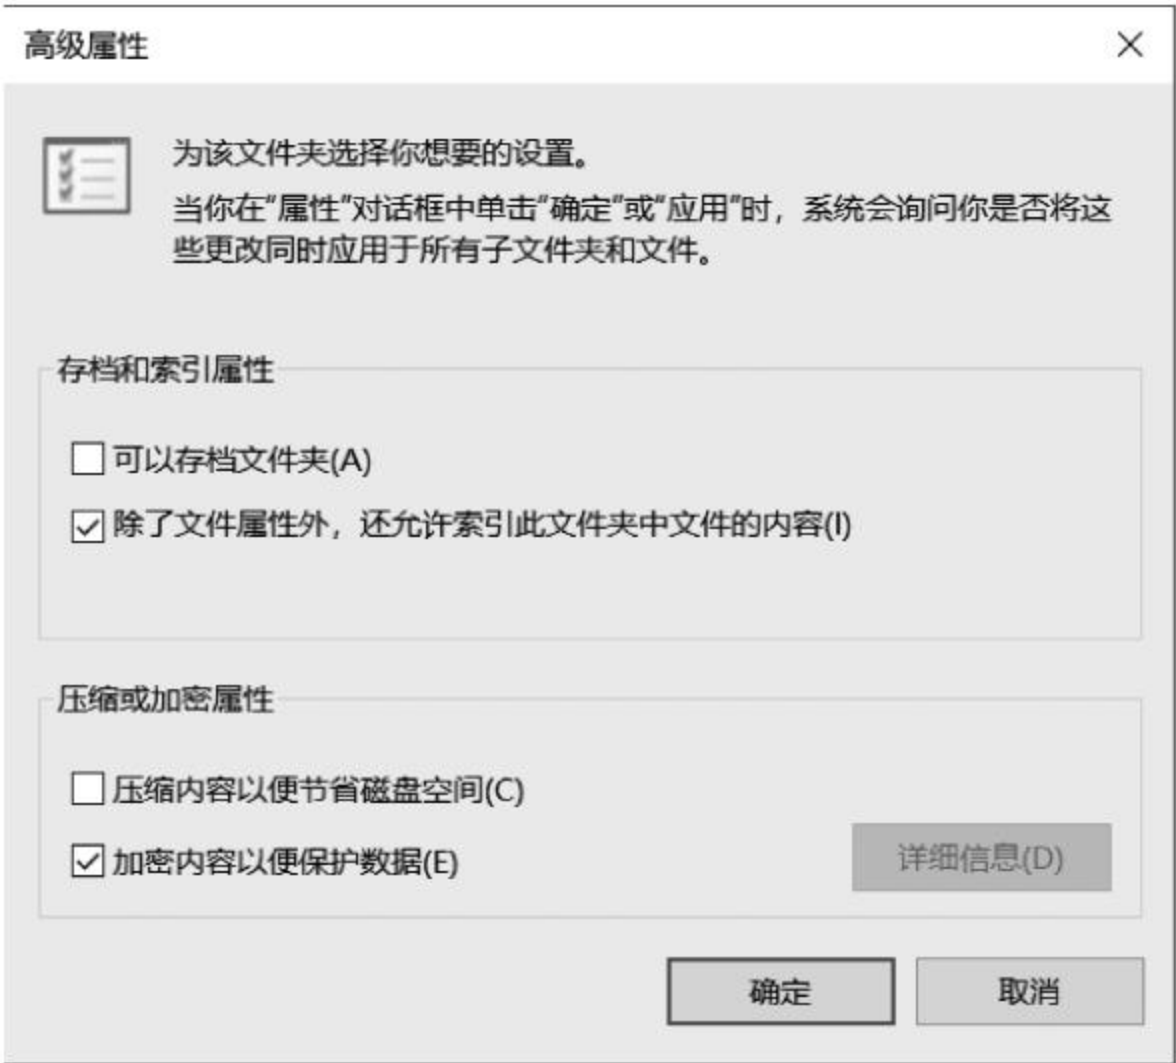 高级属性
为该文件夹选择你想要的设置。
当你在"属性"对话框中单击"确定"或"应用"时，系统会询问你是否将这
些更改同时应用于所有子文件夹和文件。
存档和索引属性
可以存档文件夹(A)
除了文件属性外，还允许索引此文件夹中文件的内容(I)
压缩或加密属性
压缩内容以便节省磁盘空间(C)
加密内容以便保护数据(E)
详细信息(D)
确定
取消